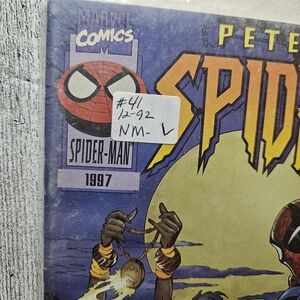 MARVEL
COMICS
M
PETE
SPID
#41
12-92
NM- V
SPIDER-MAN
1997